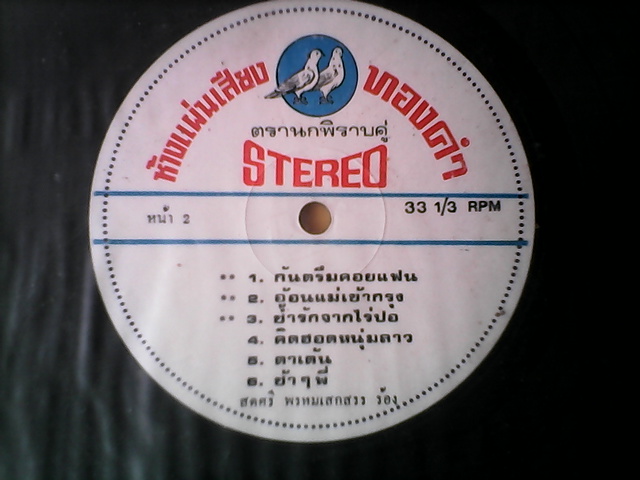 ห้างแผ่นเสียง ทองคำ
ตรานกพิราบคู่
STEREO
หน้า 2
33 1/3 RPM
** 1. กันตรึมคอยแฟน
** 2. อ้อนแม่เข้ากรุง
** 3. ช้ำรักจากไร่ปอ
4. คิดฮอดหนุ่มลาว
5. ตาเต้น
6. ช้าๆพี่
สดศรี พรหมเสกสรร ร้อง